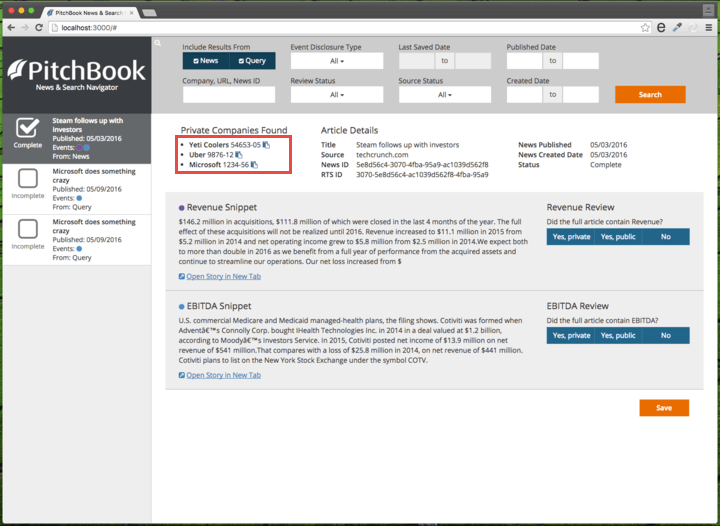 PitchBook News & Search
localhost:3000/#
PitchBook
News & Search Navigator
Include Results From
News
Query
Event Disclosure Type
All
Last Saved Date
to
Published Date
to
Company, URL, News ID
Review Status
All
Source Status
All
Created Date
to
Search
Complete
Steam follows up with
investors
Published: 05/03/2016
Events:
From: News
Incomplete
Microsoft does something
crazy
Published: 05/09/2016
Events:
From: Query
Incomplete
Microsoft does something
crazy
Published: 05/09/2016
Events:
From: Query
Private Companies Found
Yeti Coolers 54653-05
Uber 9876-12
Microsoft 1234-56
Article Details
Title Steam follows up with investors
Source techcrunch.com
News ID 5e8d56c4-3070-4fba-95a9-ac1039d562f8
RTS ID 3070-5e8d56c4-ac1039d562f8-4fba-95a9
News Published 05/03/2016
News Created Date 05/03/2016
Status Complete
Revenue Snippet
$146.2 million in acquisitions, $111.8 million of which were closed in the last 4 months of the year. The full
effect of these acquisitions will not be realized until 2016. Revenue increased to $11.1 million in 2015 from
$5.2 million in 2014 and net operating income grew to $5.8 million from $2.5 million in 2014.We expect both
to more than double in 2016 as we benefit from a full year of performance from the acquired assets and
continue to streamline our operations. Our net loss increased from $
Open Story in New Tab
Revenue Review
Did the full article contain Revenue?
Yes, private
Yes, public
No
EBITDA Snippet
U.S. commercial Medicare and Medicaid managed-health plans, the filing shows. Cotiviti was formed when
Adventâ€™s Connolly Corp. bought IHealth Technologies Inc. in 2014 in a deal valued at $1.2 billion,
according to Moodyâ€™s Investors Service. In 2015, Cotiviti posted net income of $13.9 million on net
revenue of $541 million.That compares with a loss of $25.8 million in 2014, on net revenue of $441 million.
Cotiviti plans to list on the New York Stock Exchange under the symbol COTV.
Open Story in New Tab
EBITDA Review
Did the full article contain EBITDA?
Yes, private
Yes, public
No
Save